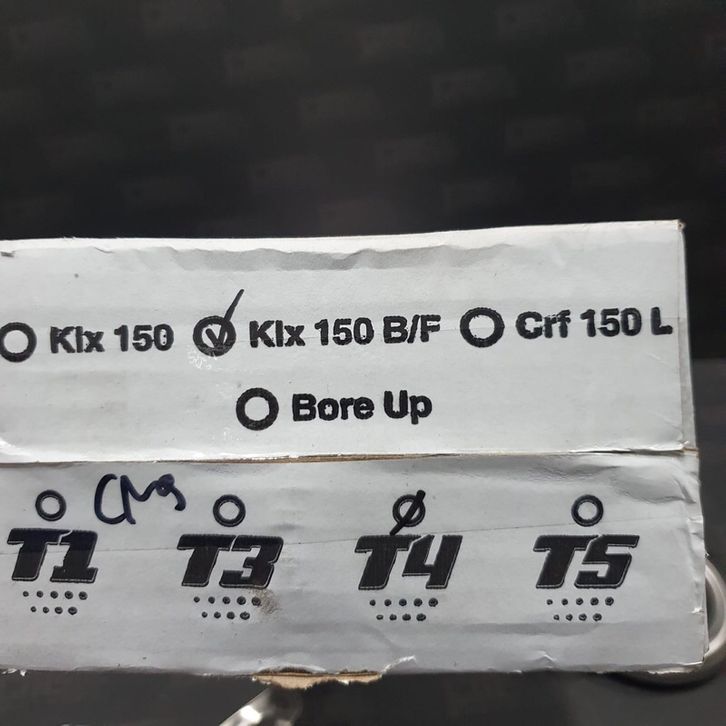 Klx 150 Klx 150 B/F Crf 150 L
Bore Up
T1 T3 T4 T5